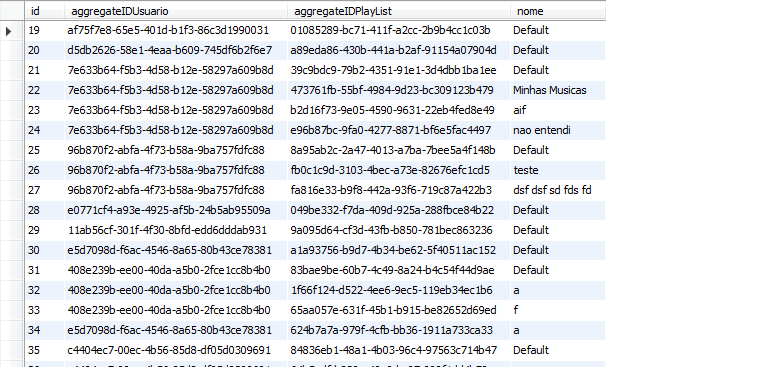 id aggregateIDUsuario aggregateIDPlayList nome
19 af75f7e8-65e5-401d-b1f3-86c3d1990031 01085289-bc71-411f-a2cc-2b9b4cc1c03b Default
20 d5db2626-58e1-4eaa-b609-745df6b2f6e7 a89eda86-430b-441a-b2af-91154a07904d Default
21 7e633b64-f5b3-4d58-b12e-58297a609b8d 39c9bdc9-79b2-4351-91e1-3d4dbb1ba1ee Default
22 7e633b64-f5b3-4d58-b12e-58297a609b8d 473761fb-55bf-4984-9d23-bc309123b479 Minhas Musicas
23 7e633b64-f5b3-4d58-b12e-58297a609b8d b2d16f73-9e05-4590-9631-22eb4fed8e49 aif
24 7e633b64-f5b3-4d58-b12e-58297a609b8d e96b87bc-9fa0-4277-8871-bf6e5fac4497 nao entendi
25 96b870f2-abfa-4f73-b58a-9ba757fdfc88 8a95ab2c-2a47-4013-a7ba-7bee5a4f148b Default
26 96b870f2-abfa-4f73-b58a-9ba757fdfc88 fb0c1c9d-3103-4bec-a73e-82676efc1cd5 teste
27 96b870f2-abfa-4f73-b58a-9ba757fdfc88 fa816e33-b9f8-442a-93f6-719c87a422b3 dsf dsf sd fds fd
28 e0771cf4-a93e-4925-af5b-24b5ab95509a 049be332-f7da-409d-925a-288fbce84b22 Default
29 11ab56cf-301f-4f30-8bfd-edd6dddab931 9a095d64-cf3d-43fb-b850-781bec863236 Default
30 e5d7098d-f6ac-4546-8a65-80b43ce78381 a1a93756-b9d7-4b34-be62-5f40511ac152 Default
31 408e239b-ee00-40da-a5b0-2fce1cc8b4b0 83bae9be-60b7-4c49-8a24-b4c54f44d9ae Default
32 408e239b-ee00-40da-a5b0-2fce1cc8b4b0 1f66f124-d522-4ee6-9ec5-119eb34ec1b6 a
33 408e239b-ee00-40da-a5b0-2fce1cc8b4b0 65aa057e-631f-45b1-b915-be82652d69ed f
34 e5d7098d-f6ac-4546-8a65-80b43ce78381 624b7a7a-979f-4cfb-bb36-1911a733ca33 a
35 c4404ec7-00ec-4b56-85d8-df05d0309691 84836eb1-48a1-4b03-96c4-97563c714b47 Default